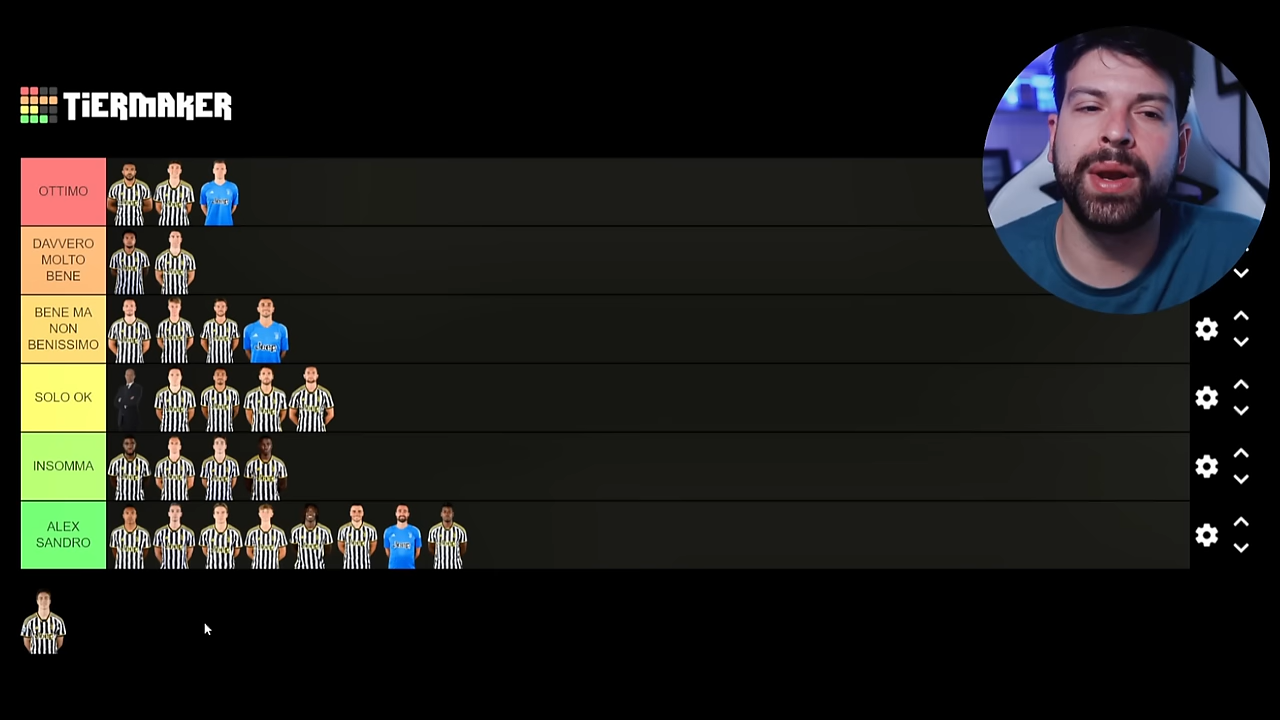 TiERMAKER
OTTIMO
DAVVERO
MOLTO
BENE
BENE MA
NON
BENISSIMO
SOLO OK
INSOMMA
ALEX
SANDRO